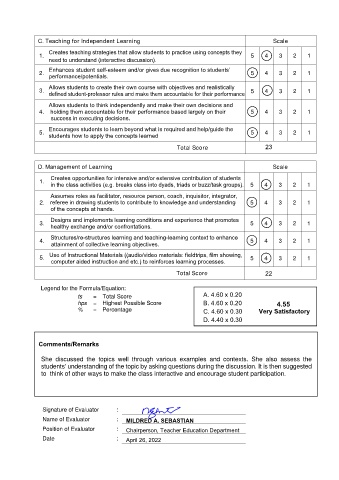 C. Teaching for Independent Learning Scale
1. Creates teaching strategies that allow students to practice using concepts they
need to understand (interactive discussion). 5 4 3 2 1
2. Enhances student self-esteem and/or gives due recognition to students'
performance/potentials. 5 4 3 2 1
3. Allows students to create their own course with objectives and realistically
defined student-professor rules and make them accountable for their performance 5 4 3 2 1
4. Allows students to think independently and make their own decisions and
holding them accountable for their performance based largely on their
success in executing decisions. 5 4 3 2 1
5. Encourages students to learn beyond what is required and help/guide the
students how to apply the concepts learned 5 4 3 2 1
Total Score 23
D. Management of Learning Scale
1. Creates opportunities for intensive and/or extensive contribution of students
in the class activities (e.g. breaks class into dyads, triads or buzz/task groups). 5 4 3 2 1
2. Assumes roles as facilitator, resource person, coach, inquisitor, integrator,
referee in drawing students to contribute to knowledge and understanding
of the concepts at hands. 5 4 3 2 1
3. Designs and implements learning conditions and experience that promotes
healthy exchange and/or confrontations. 5 4 3 2 1
4. Structures/re-structures learning and teaching-learning context to enhance
attainment of collective learning objectives. 5 4 3 2 1
5. Use of Instructional Materials ((audio/video materials: fieldtrips, film showing,
computer aided instruction and etc.) to reinforces learning processes. 5 4 3 2 1
Total Score 22
Legend for the Formula/Equation:
ts = Total Score
hps = Highest Possible Score
% = Percentage
A. 4.60 x 0.20
B. 4.60 x 0.20
C. 4.60 x 0.30
D. 4.40 x 0.30
4.55
Very Satisfactory
Comments/Remarks
She discussed the topics well through various examples and contexts. She also assess the
students' understanding of the topic by asking questions during the discussion. It is then suggested
to think of other ways to make the class interactive and encourage student participation.
Signature of Evaluator :
Name of Evaluator : MILDRED A. SEBASTIAN
Position of Evaluator : Chairperson, Teacher Education Department
Date : April 26, 2022